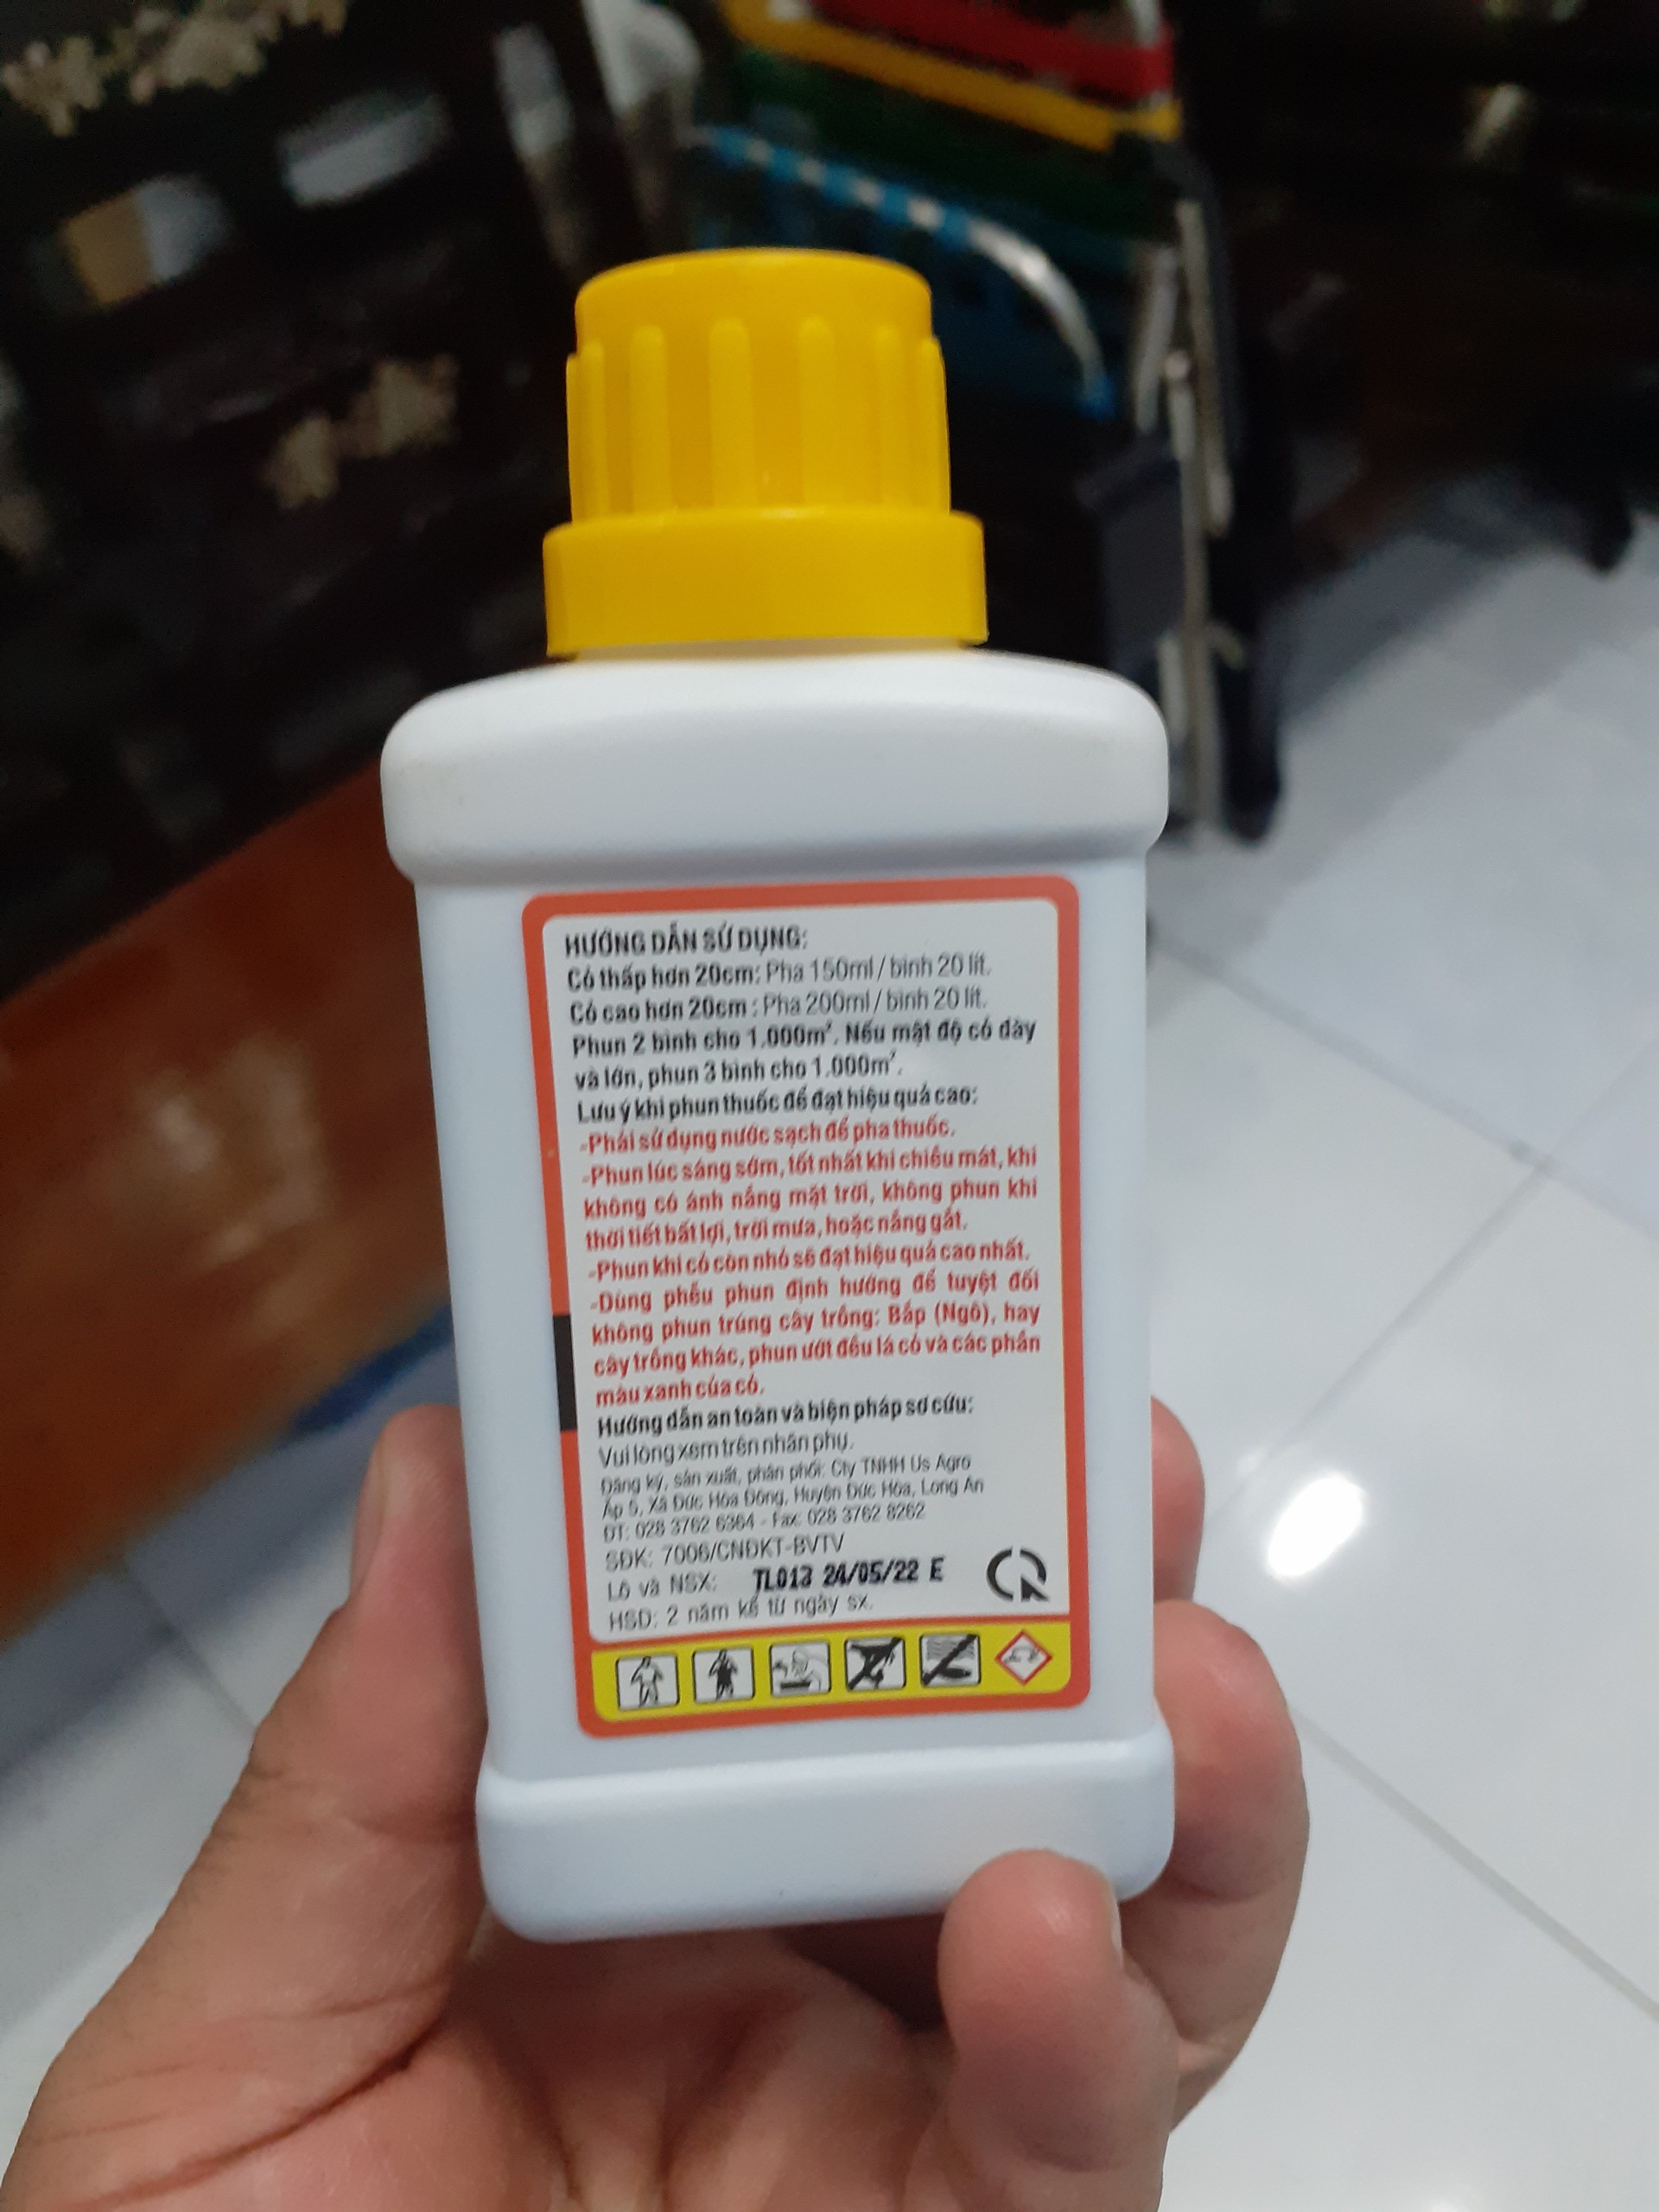 HƯỚNG DẪN SỬ DỤNG:
Cỏ thấp hơn 20cm: Pha 150ml / bình 20 lít.
Cỏ cao hơn 20cm : Pha 200ml / bình 20 lít.
Phun 2 bình cho 1.000m². Nếu mật độ cỏ dày
và lớn, phun 3 bình cho 1.000m².
Lưu ý khi phun thuốc để đạt hiệu quả cao:
-Phải sử dụng nước sạch để pha thuốc.
-Phun lúc sáng sớm, tốt nhất khi chiều mát, khi
không có ánh nắng mặt trời, không phun khi
thời tiết bất lợi, trời mưa, hoặc nắng gắt.
-Phun khi cỏ còn nhỏ sẽ đạt hiệu quả cao nhất.
-Dùng phễu phun định hướng để tuyệt đối
không phun trúng cây trồng: Bắp (Ngô), hay
cây trồng khác, phun ướt đều lá cỏ và các phần
màu xanh của cỏ.
Hướng dẫn an toàn và biện pháp sơ cứu:
Vui lòng xem trên nhãn phụ.
Đăng ký, sản xuất, phân phối: Cty TNHH Us Agro
Ấp 5, Xã Đức Hòa Đông, Huyện Đức Hòa, Long An
ĐT: 028 3762 6364 - Fax: 028 3762 8262
SĐK: 7006/CNĐKT-BVTV
Lô và NSX: TL013 24/05/22 E
HSD: 2 năm kể từ ngày sx.